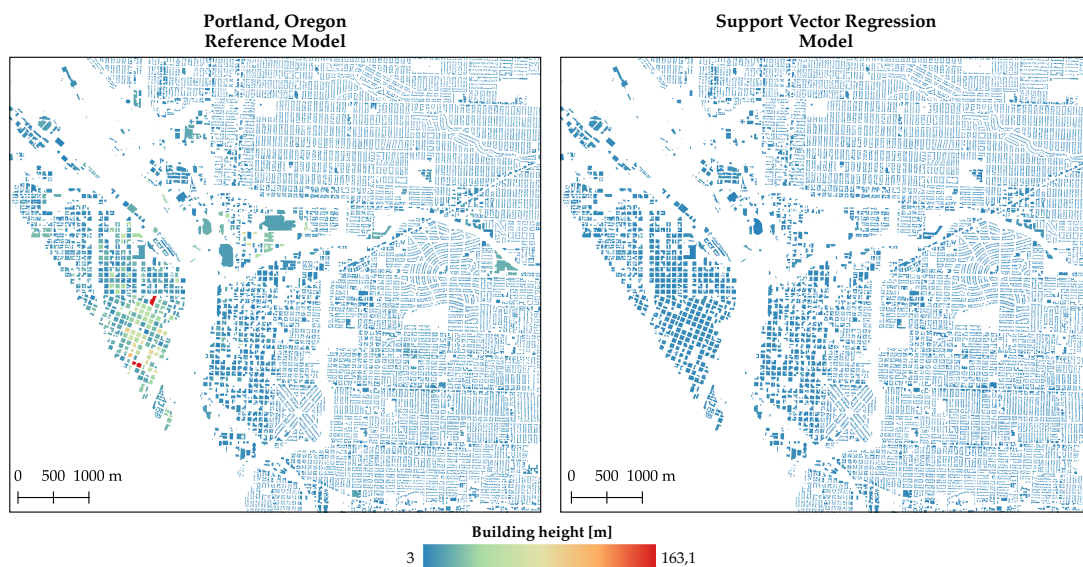 Portland, Oregon
Reference Model
Support Vector Regression
Model
0 500 1000 m
0 500 1000 m
Building height [m]
3 163,1